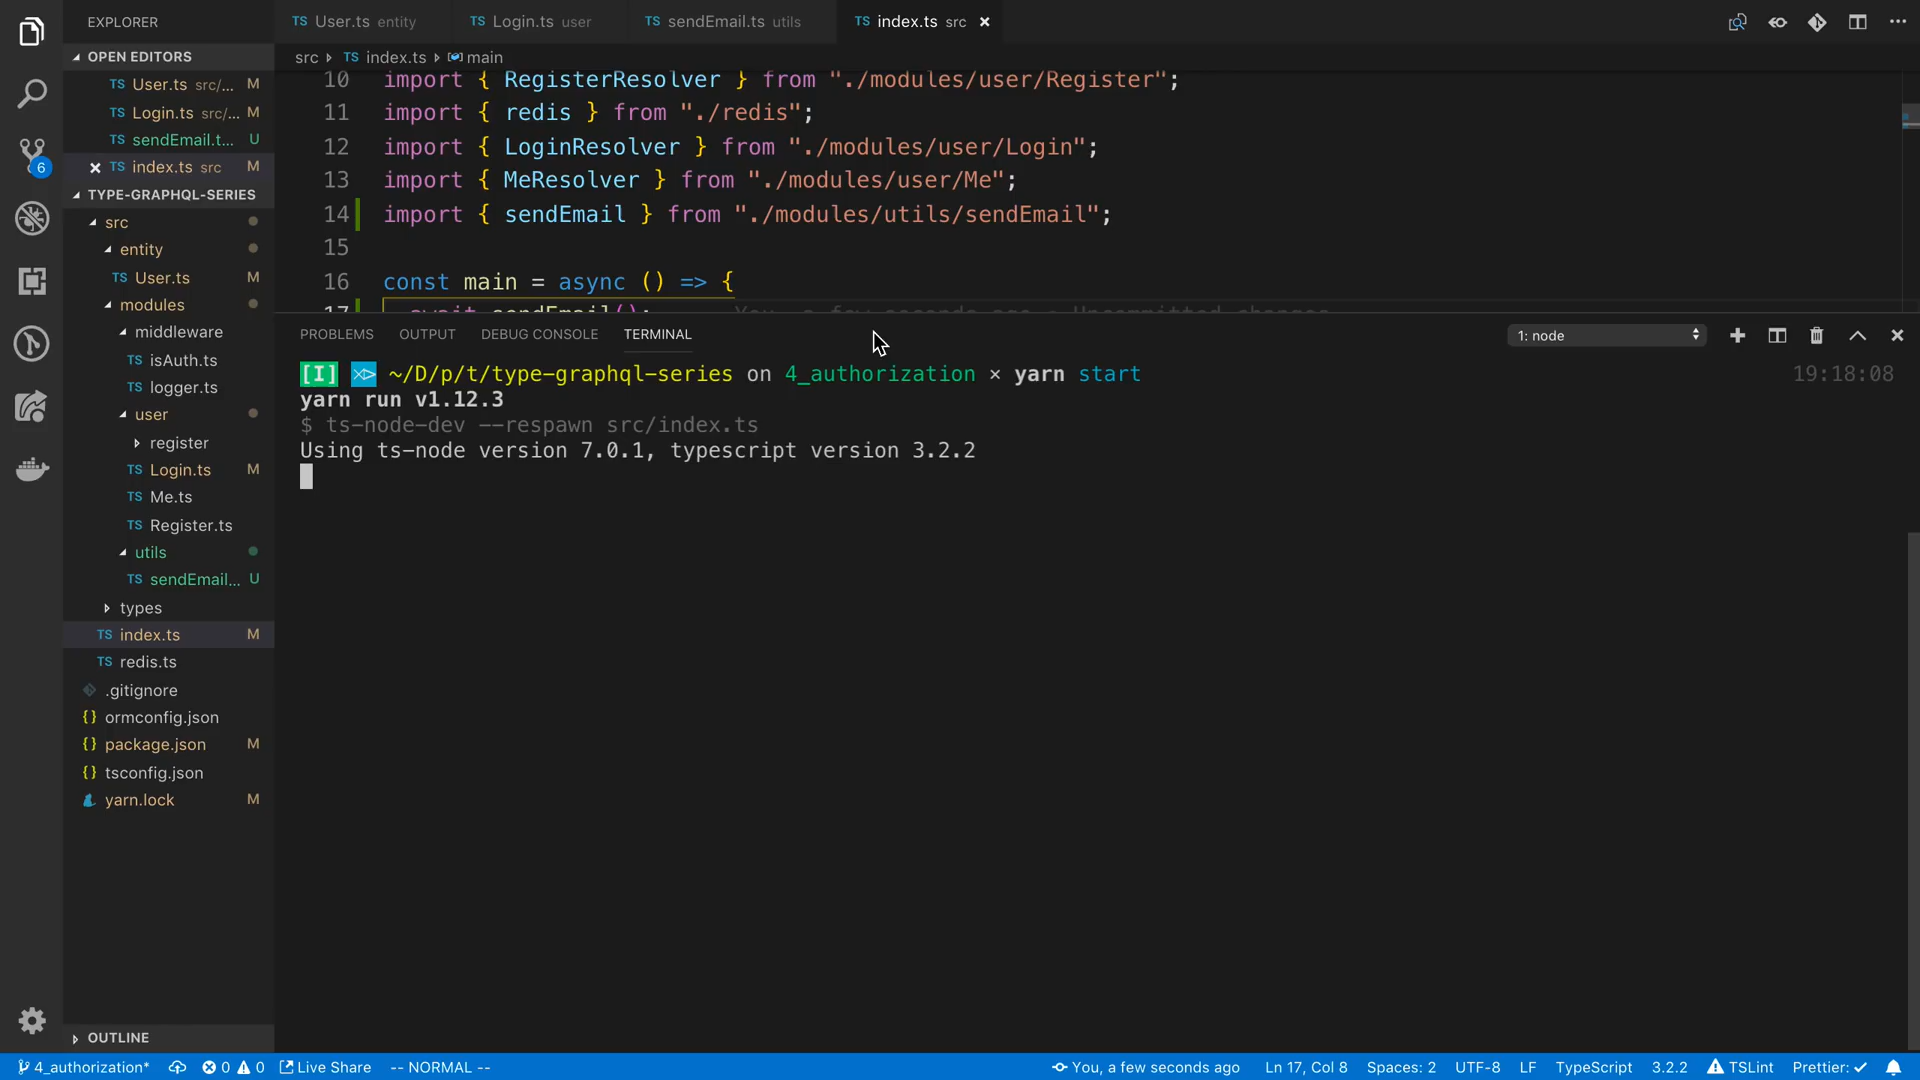 EXPLORER
OPEN EDITORS
TS User.ts src/... M
TS Login.ts src/... M
TS sendEmail.t... U
TS index.ts src M
TYPE-GRAPHQL-SERIES
src
entity
TS User.ts M
modules
middleware
TS isAuth.ts
TS logger.ts
user
register
TS Login.ts M
TS Me.ts
TS Register.ts
utils
TS sendEmail... U
types
TS index.ts M
TS redis.ts
.gitignore
{} ormconfig.json
{} package.json M
{} tsconfig.json
yarn.lock M
OUTLINE
6
TS User.ts entity
TS Login.ts user
TS sendEmail.ts utils
TS index.ts src
src TS index.ts main
10 import { RegisterResolver } from "./modules/user/Register";
11 import { redis } from "./redis";
12 import { LoginResolver } from "./modules/user/Login";
13 import { MeResolver } from "./modules/user/Me";
14 import { sendEmail } from "./modules/utils/sendEmail";
15
16 const main = async () => {
17 await sendEmail(); You, a few seconds ago • Uncommitted changes
PROBLEMS OUTPUT DEBUG CONSOLE TERMINAL 1: node
[I] ~/D/p/t/type-graphql-series on 4_authorization × yarn start 19:18:08
yarn run v1.12.3
$ ts-node-dev --respawn src/index.ts
Using ts-node version 7.0.1, typescript version 3.2.2
4_authorization* 0 0 Live Share -- NORMAL -- You, a few seconds ago Ln 17, Col 8 Spaces: 2 UTF-8 LF TypeScript 3.2.2 TSLint Prettier: